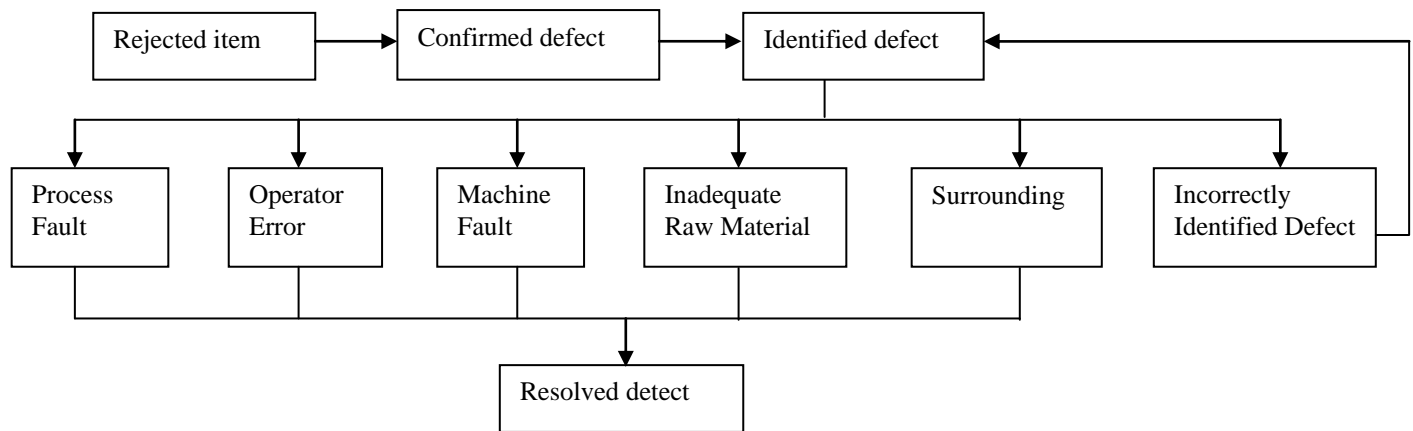 Rejected item
Confirmed defect
Identified defect
Process
Fault
Operator
Error
Machine
Fault
Inadequate
Raw Material
Surrounding
Incorrectly
Identified Defect
Resolved detect